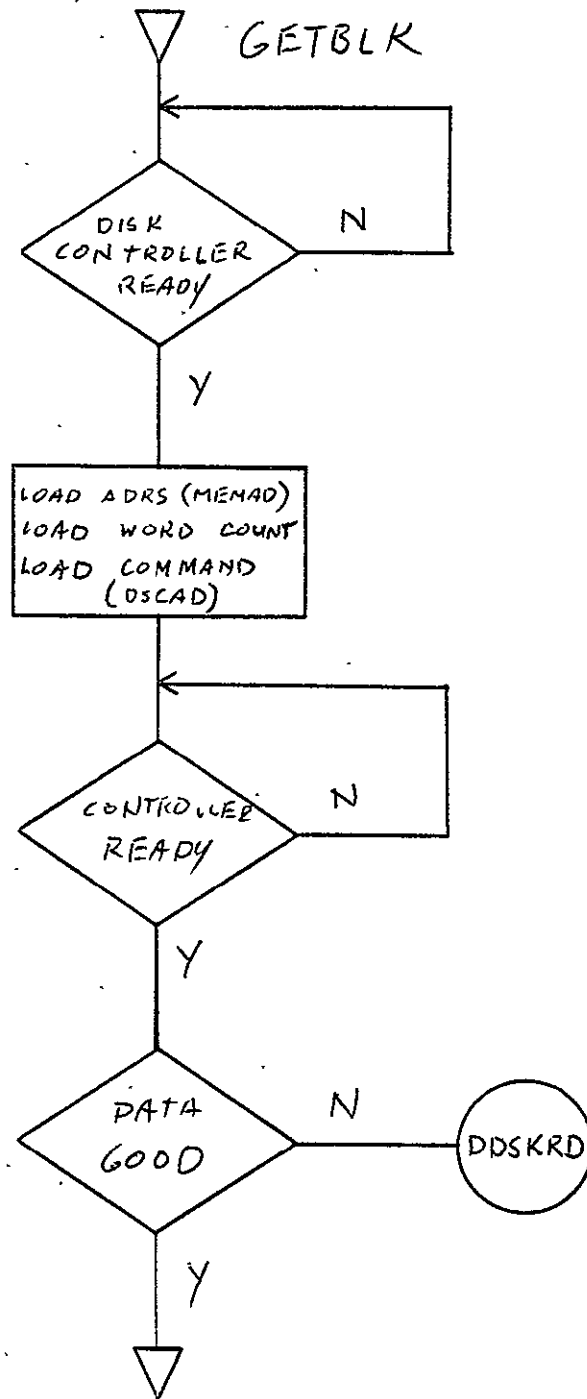 GETBLK
DISK
CONTROLLER
READY
N
Y
LOAD ADRS (MEMAD)
LOAD WORD COUNT
LOAD COMMAND
(DSCAD)
CONTROLLER
READY
N
Y
DATA
GOOD
N
DDSKRD
Y